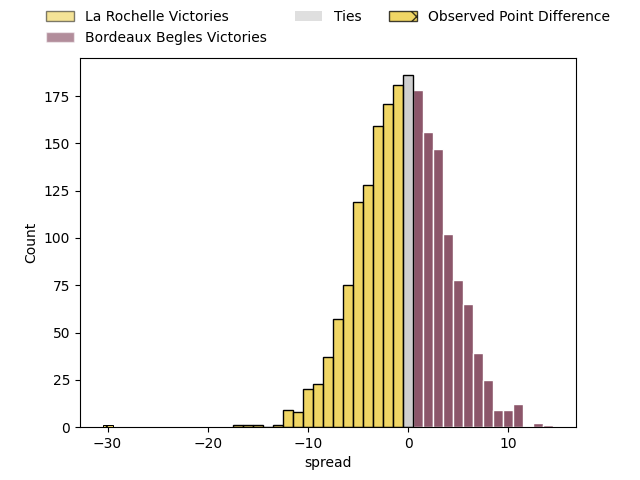 La Rochelle Victories
Bordeaux Begles Victories
Ties
Observed Point Difference
175
150
125
100
75
50
25
0
Count
−30
−20
−10
0
10
spread